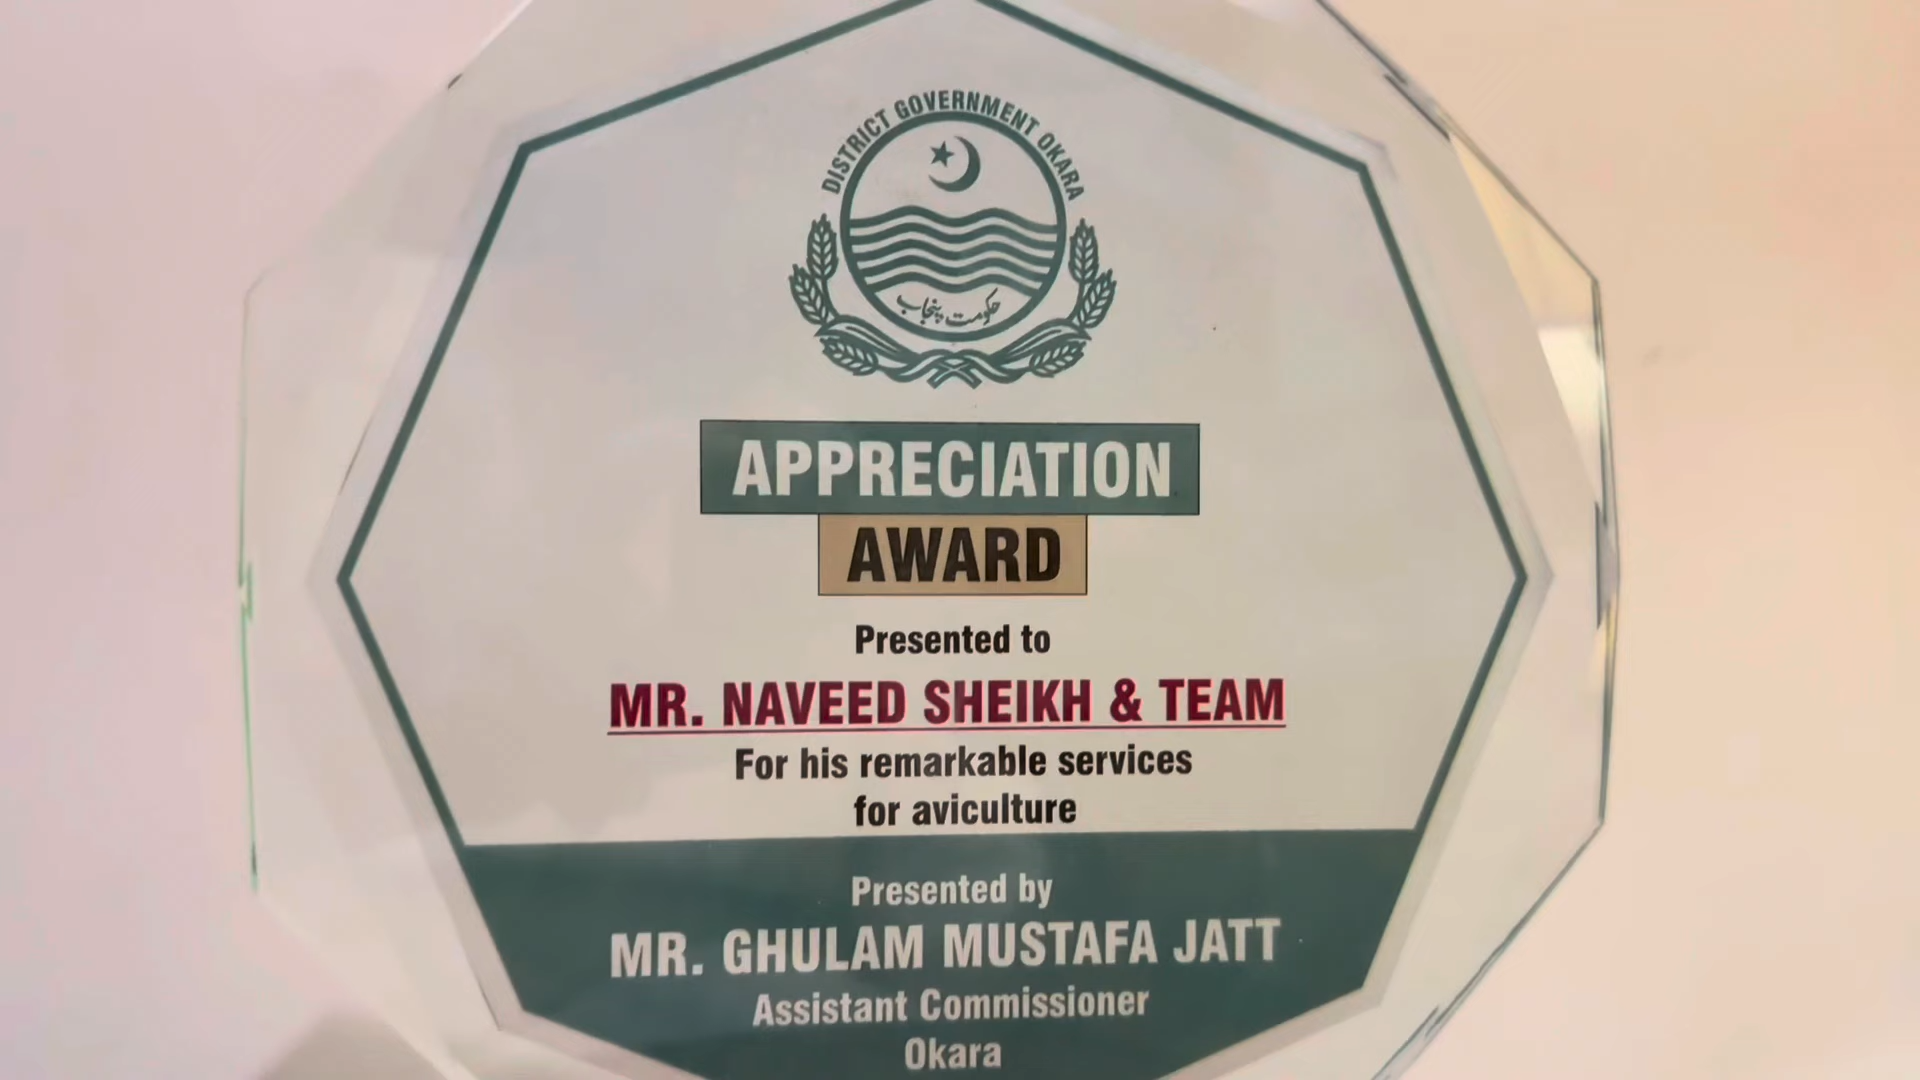 DISTRICT GOVERNMENT OKARA
حکومت پنجاب
APPRECIATION
AWARD
Presented to
MR. NAVEED SHEIKH & TEAM
For his remarkable services
for aviculture
Presented by
MR. GHULAM MUSTAFA JATT
Assistant Commissioner
Okara